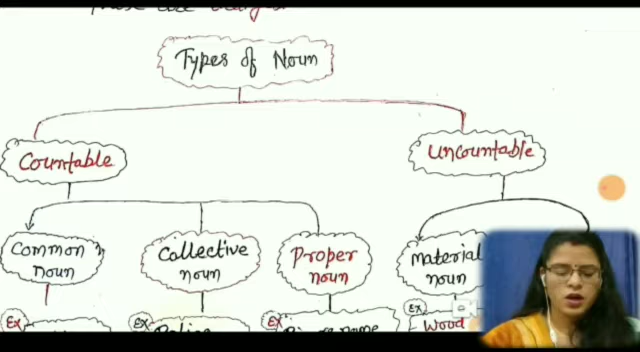 Types of Noun
Countable
Uncountable
Common
noun
Collective
noun
Proper
noun
Material
noun
Ex
Ex
Ex
Ex
Wood